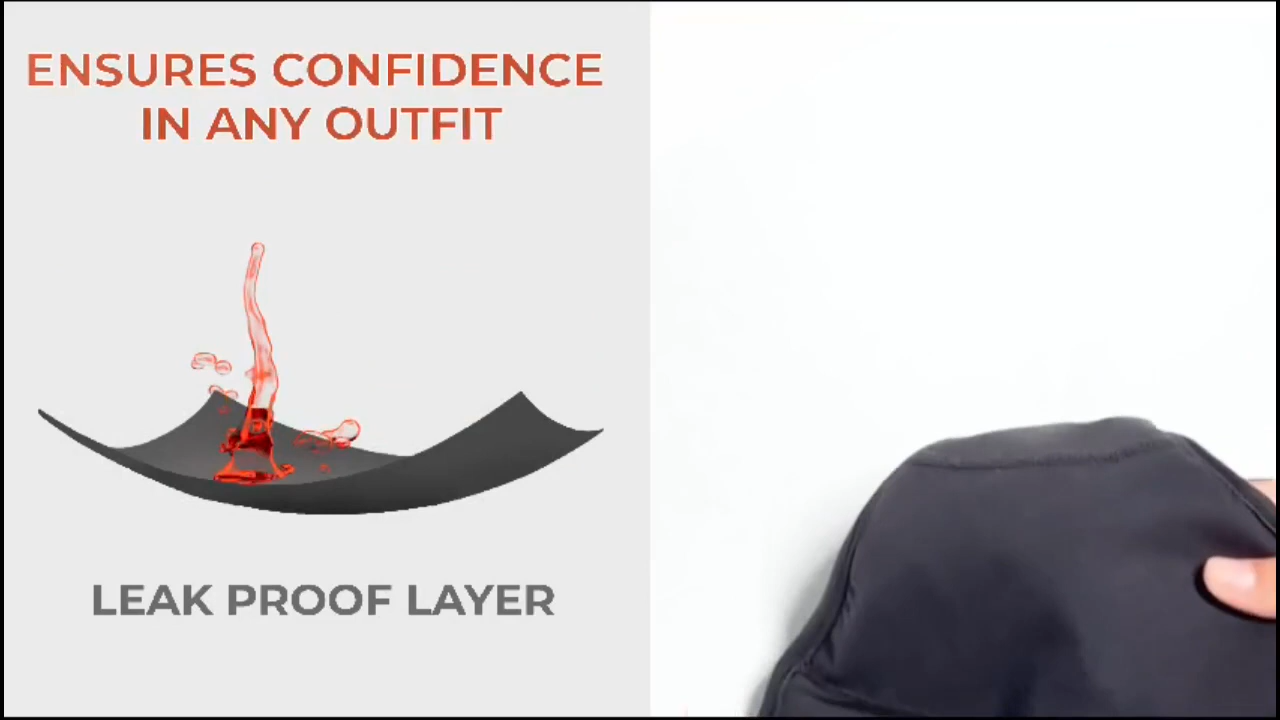 ENSURES CONFIDENCE
IN ANY OUTFIT
LEAK PROOF LAYER